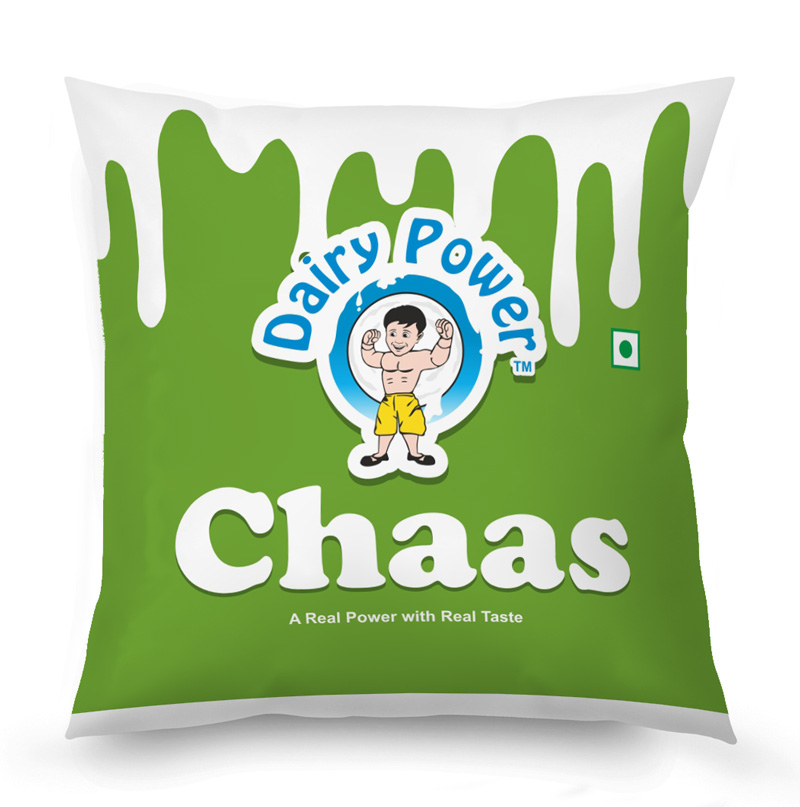 Dairy Power
TM
Chaas
A Real Power with Real Taste